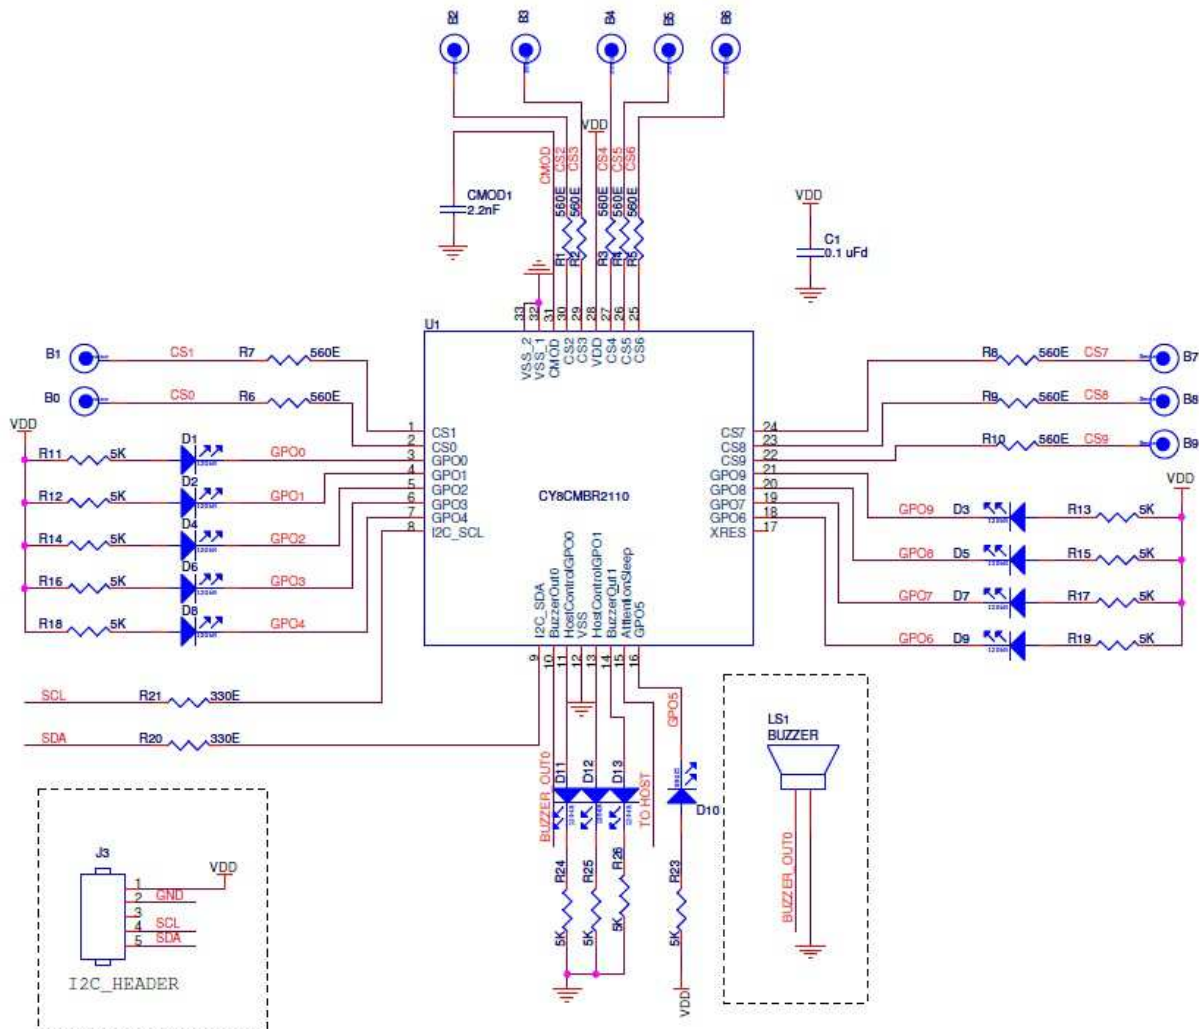 B2 B3 B4 B5 B6
VDD
CMOD CS2 CS3 CS4 CS5 CS6
CMOD1
2.2nF
560E 560E 560E 560E 560E
R1 R2 R3 R4 R5
VDD
C1
0.1 uFd
33 32 31 30 29 28 27 26 25
U1
VSS_2 VSS_1 CMOD CS2 CS3 VDD CS4 CS5 CS6
B1 CS1 R7 560E
B0 CS0 R6 560E
R8 560E CS7 B7
R9 560E CS8 B8
R10 560E CS9 B9
VDD
R11 5K D1 GPO0
R12 5K D2 GPO1
R14 5K D4 GPO2
R16 5K D6 GPO3
R18 5K D8 GPO4
1 CS1
2 CS0
3 GPO0
4 GPO1
5 GPO2
6 GPO3
7 GPO4
8 I2C_SCL
CY8CMBR2110
CS7 24
CS8 23
CS9 22
GPO9 21
GPO8 20
GPO7 19
GPO6 18
XRES 17
VDD
GPO9 D3 R13 5K
GPO8 D5 R15 5K
GPO7 D7 R17 5K
GPO6 D9 R19 5K
I2C_SDA BuzzerOut0 HostControlGPO0 VSS HostControlGPO1 BuzzerOut1 AttentionSleep GPO5
9 10 11 12 13 14 15 16
SCL R21 330E
SDA R20 330E
BUZZER_OUT0 D11 D12 D13 TO HOST GPO5 D10
R24 R25 R26 R23
5K 5K 5K 5K
VDD
LS1
BUZZER
BUZZER_OUT0
J3
VDD
1
2 GND
3
4 SCL
5 SDA
I2C_HEADER